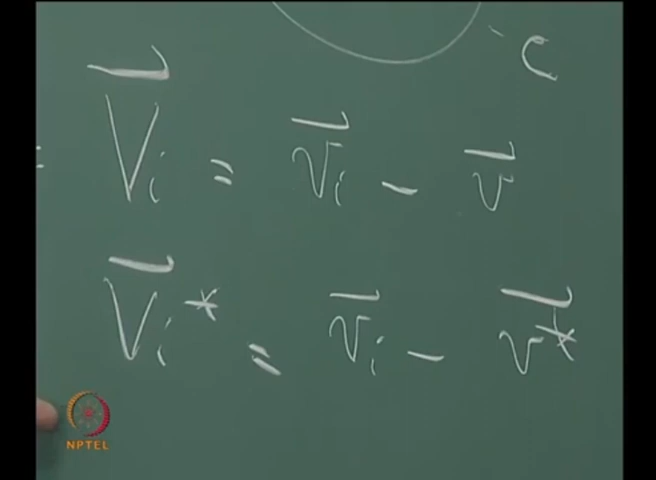 C
= V⃗ᵢ = v⃗ᵢ - v⃗
V⃗ᵢ* = v⃗ᵢ - v⃗*
NPTEL